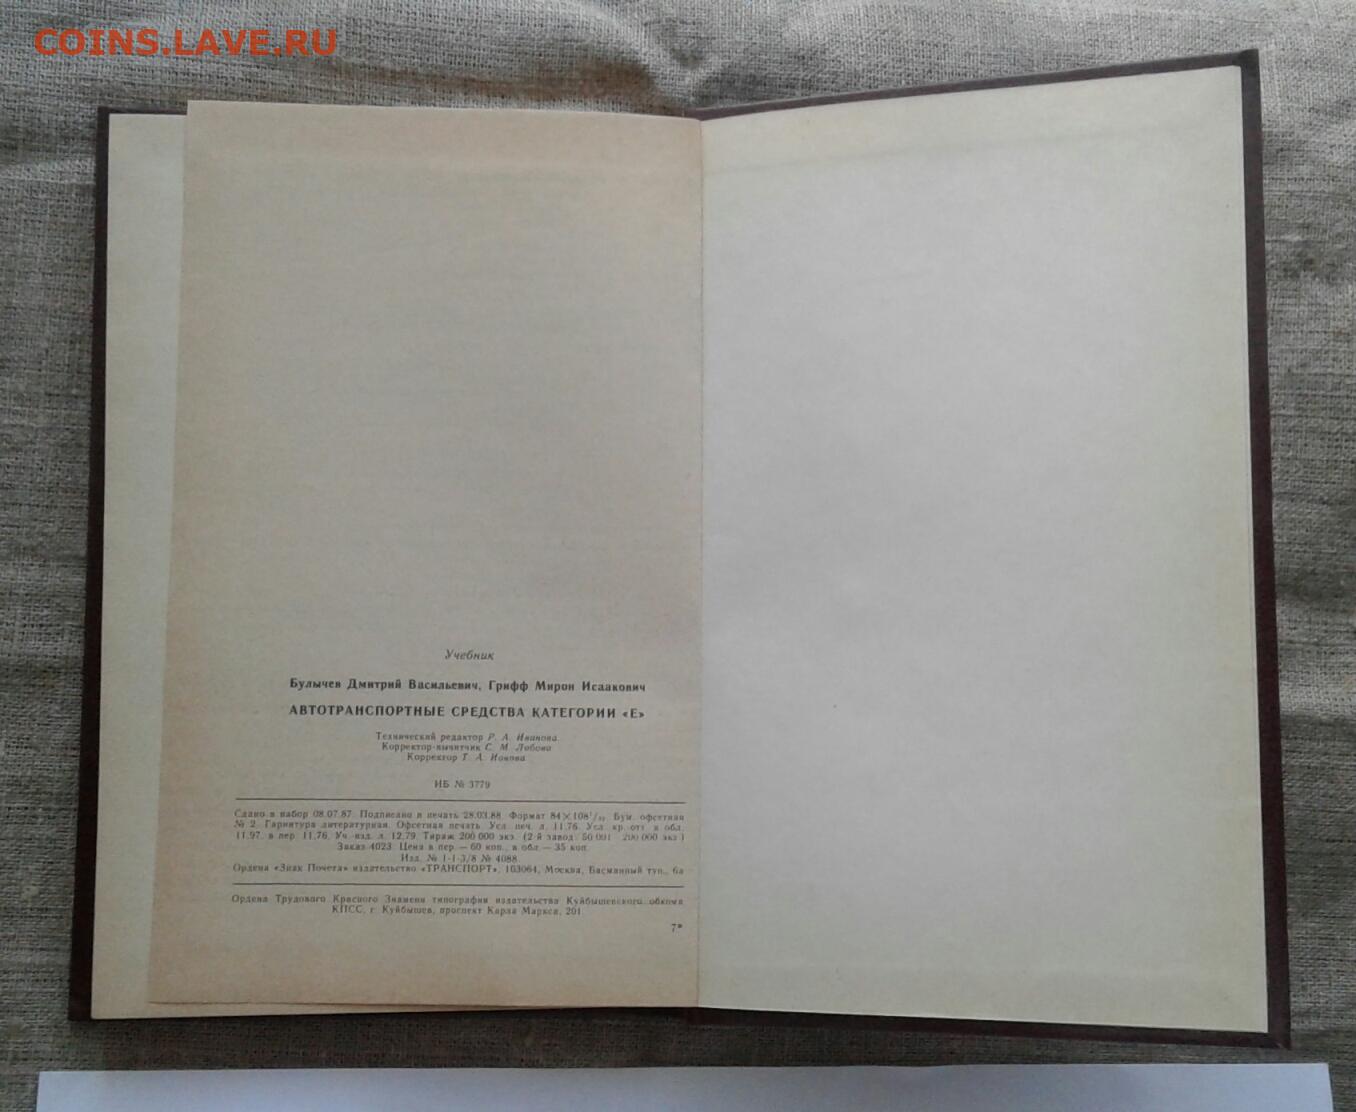 COINS.LAVE.RU
Учебник
Булычев Дмитрий Васильевич, Грифф Мирон Исаакович
АВТОТРАНСПОРТНЫЕ СРЕДСТВА КАТЕГОРИИ «Е»
Технический редактор Р. А. Иванова.
Корректор-вычитчик С. М. Лобова
Корректор Т. А. Ионова
ИБ № 3779
Сдано в набор 08.07.87. Подписано в печать 28.03.88. Формат 84×108¹/₃₂. Бум. офсетная
№ 2. Гарнитура литературная. Офсетная печать. Усл. печ. л. 11,76. Усл. кр.-отт. в обл.
11,97. в пер. 11,76. Уч.-изд. л. 12,79. Тираж 200 000 экз. (2-й завод: 50 001 - 200 000 экз.)
Заказ 4023. Цена в пер.— 60 коп., в обл.— 35 коп.
Изд. № 1-1-3/8 № 4088.
Ордена «Знак Почета» издательство «ТРАНСПОРТ», 103064, Москва, Басманный туп., 6а
Ордена Трудового Красного Знамени типография издательства Куйбышевского обкома
КПСС, г. Куйбышев, проспект Карла Маркса, 201.
7*